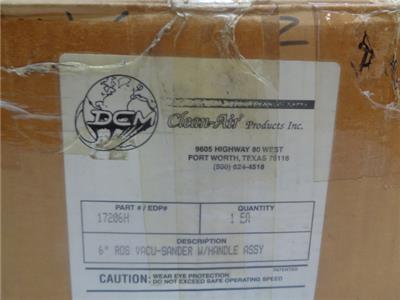 DCM
Clean-Air Products Inc.
9605 HIGHWAY 80 WEST
FORT WORTH, TEXAS 76116
(800) 624-4518
PART # / EDP# QUANTITY
17206H 1 EA
6" ROS VACU-SANDER W/HANDLE ASSY
PATENTED
CAUTION: WEAR EYE PROTECTION
DO NOT EXCEED SAFE OPERATING SPEED